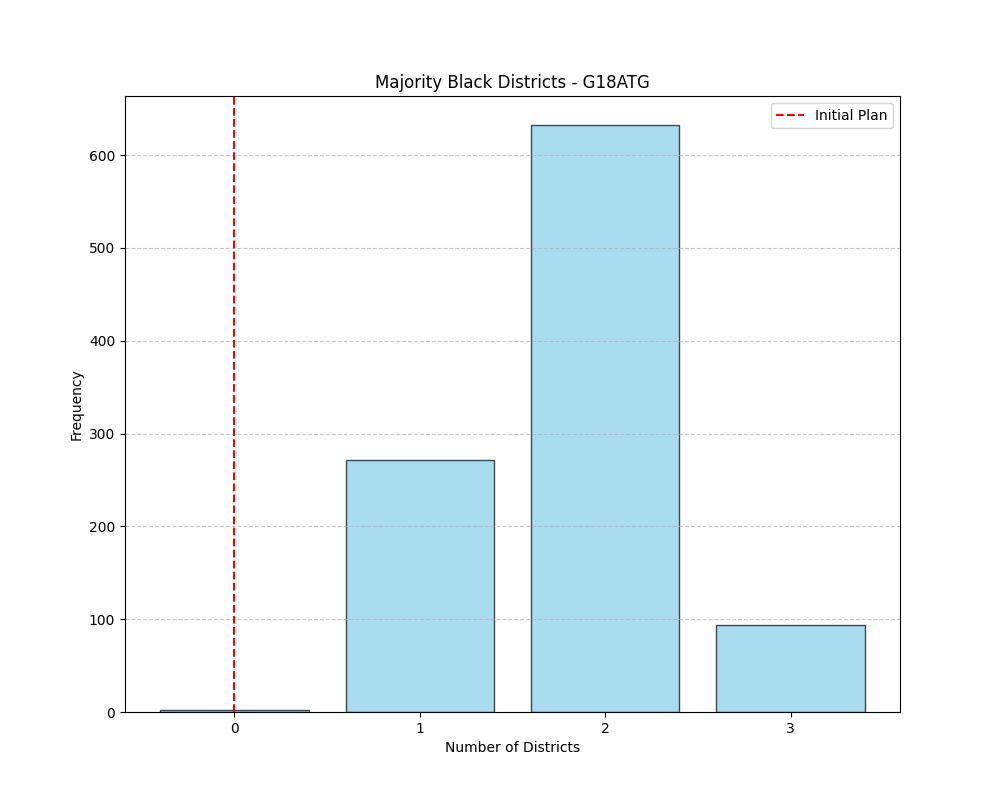 Majority Black Districts - G18ATG
Initial Plan
600
500
400
300
200
100
0
Frequency
0 1 2 3
Number of Districts